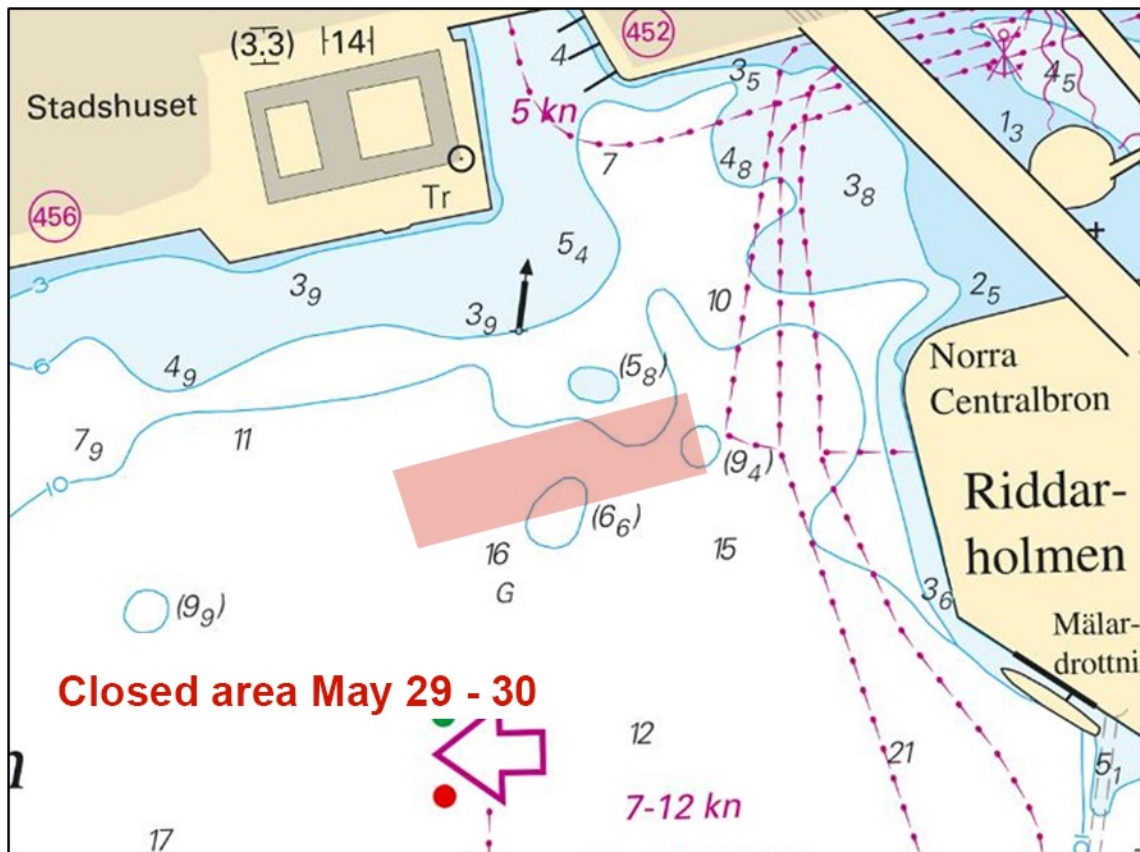 (3.3)
14
4
452
3₅
4₅
Stadshuset
5 kn
1₃
7
4₈
3₈
Tr
456
5₄
3
3₉
2₅
10
3₉
Norra
Centralbron
6
4₉
(5₈)
7₉
11
(9₄)
10
Riddar-
holmen
(6₆)
16
15
G
3₆
(9₉)
Mälar-
drottni
Closed area May 29 - 30
12
21
5₁
n
7-12 kn
17
10